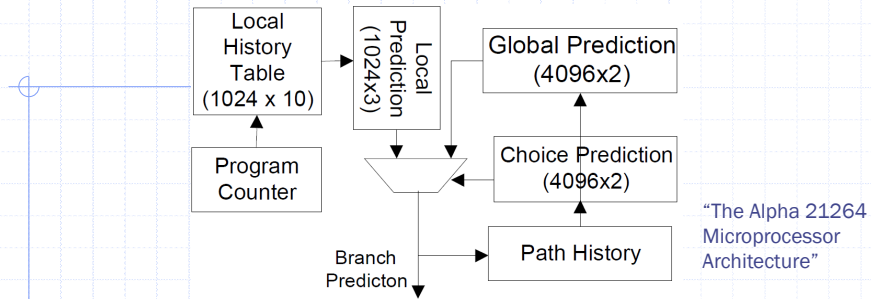 Local
History
Table
(1024 x 10)
Local
Prediction
(1024x3)
Global Prediction
(4096x2)
Program
Counter
Choice Prediction
(4096x2)
Path History
Branch
Predicton
“The Alpha 21264
Microprocessor
Architecture”